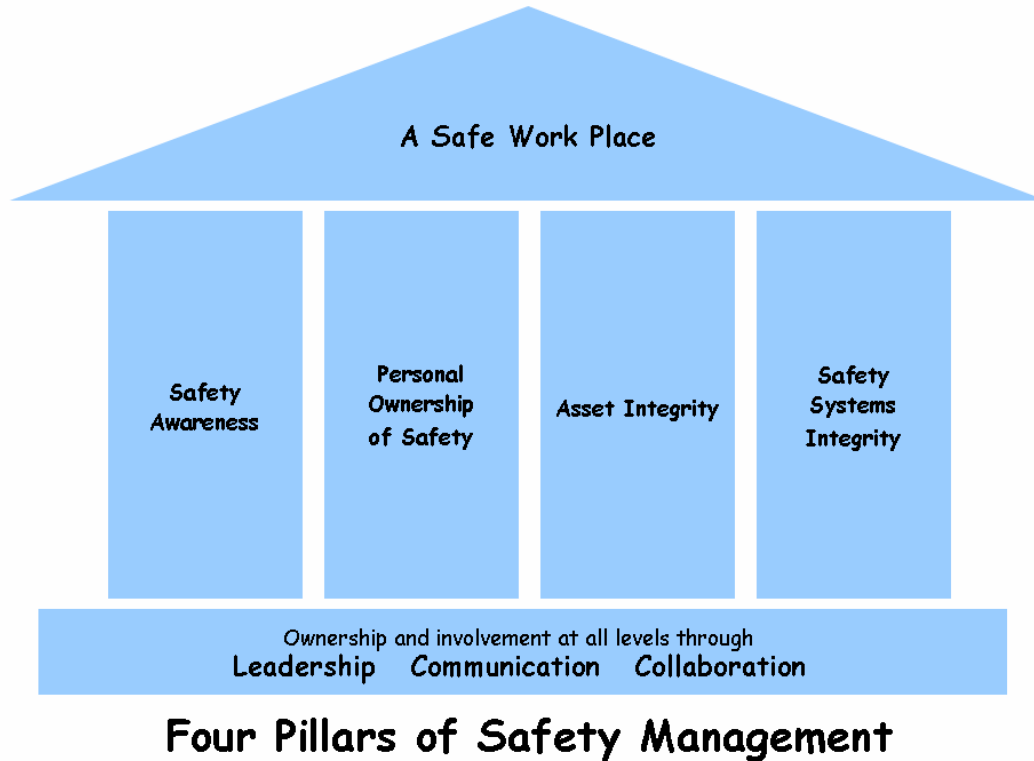 A Safe Work Place
Safety
Awareness
Personal
Ownership
of Safety
Asset Integrity
Safety
Systems
Integrity
Ownership and involvement at all levels through
Leadership Communication Collaboration
Four Pillars of Safety Management